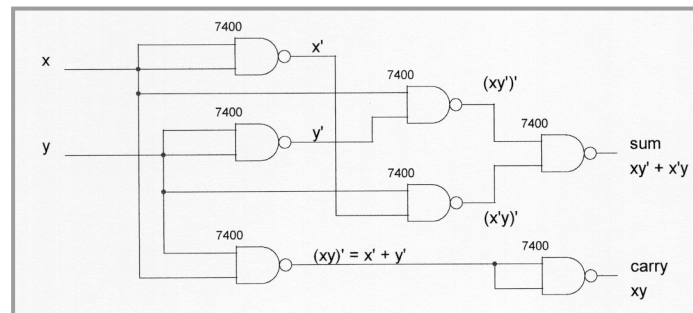 7400
x
x'
7400
(xy')'
7400
7400
y
y'
sum
xy' + x'y
7400
(x'y)'
7400
(xy)' = x' + y'
7400
carry
xy